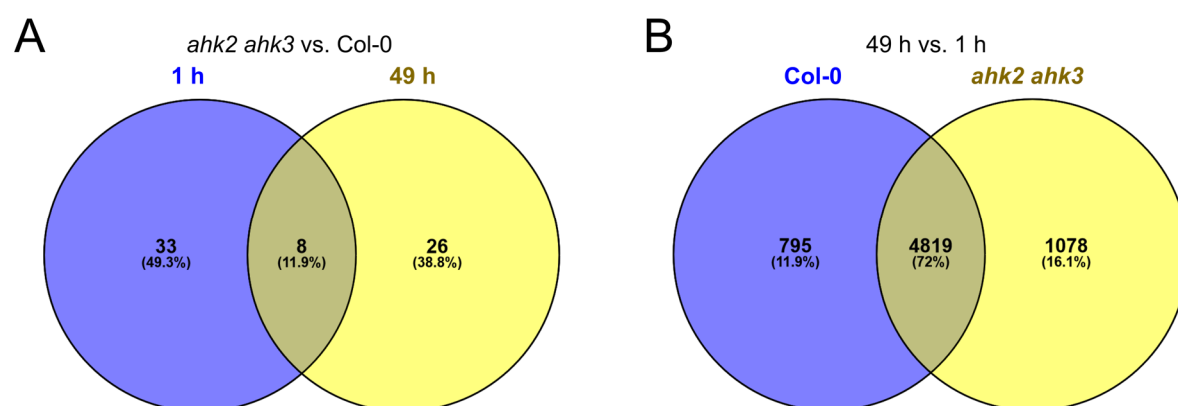 A
ahk2 ahk3 vs. Col-0
1 h
49 h
33
(49.3%)
8
(11.9%)
26
(38.8%)
B
49 h vs. 1 h
Col-0
ahk2 ahk3
795
(11.9%)
4819
(72%)
1078
(16.1%)